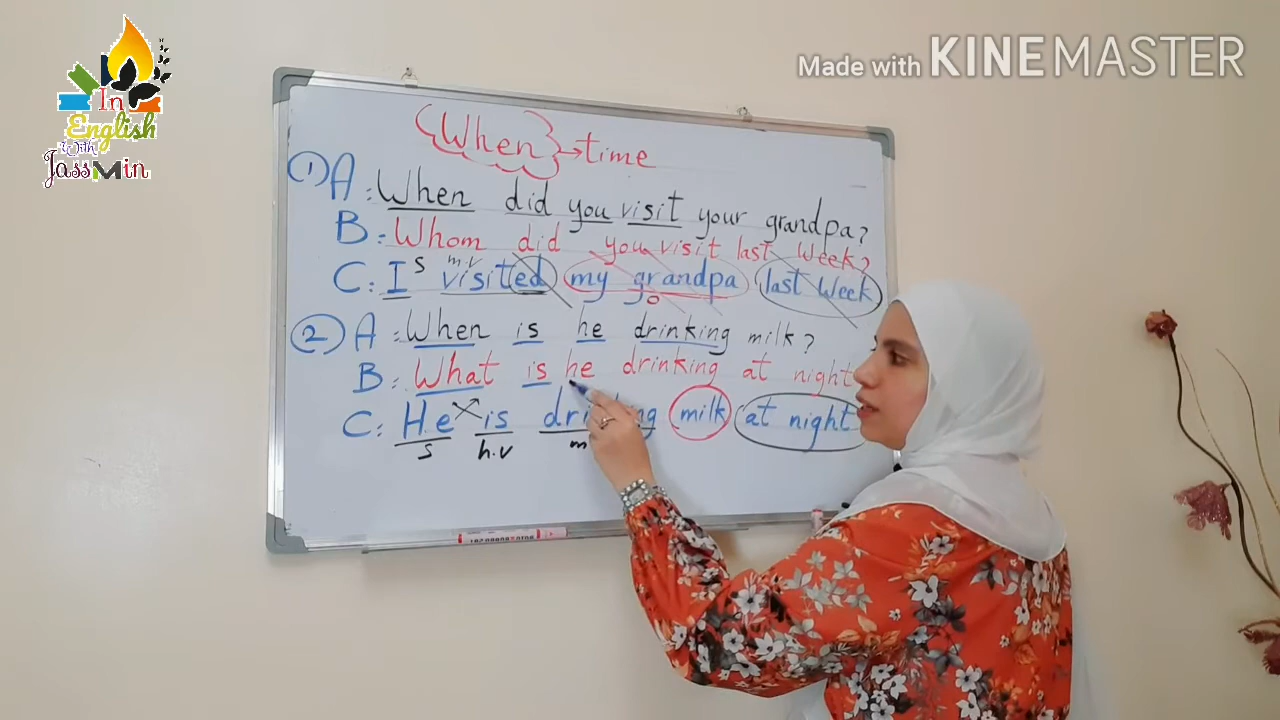 In
English
with
JassMin
Made with KINEMASTER
When → time
1) A: When did you visit your grandpa?
B: Whom did you visit last week?
C: I visited my grandpa last week
S m.v o
2) A: When is he drinking milk?
B: What is he drinking at night
C: He is drinking milk at night
s h.v m